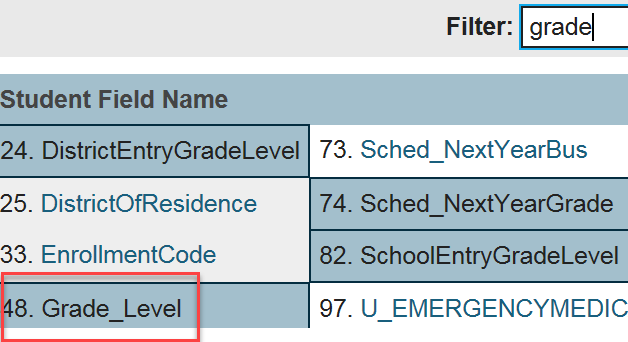 Filter: grade
Student Field Name
24. DistrictEntryGradeLevel 73. Sched_NextYearBus
25. DistrictOfResidence 74. Sched_NextYearGrade
33. EnrollmentCode 82. SchoolEntryGradeLevel
48. Grade_Level 97. U_EMERGENCYMEDIC